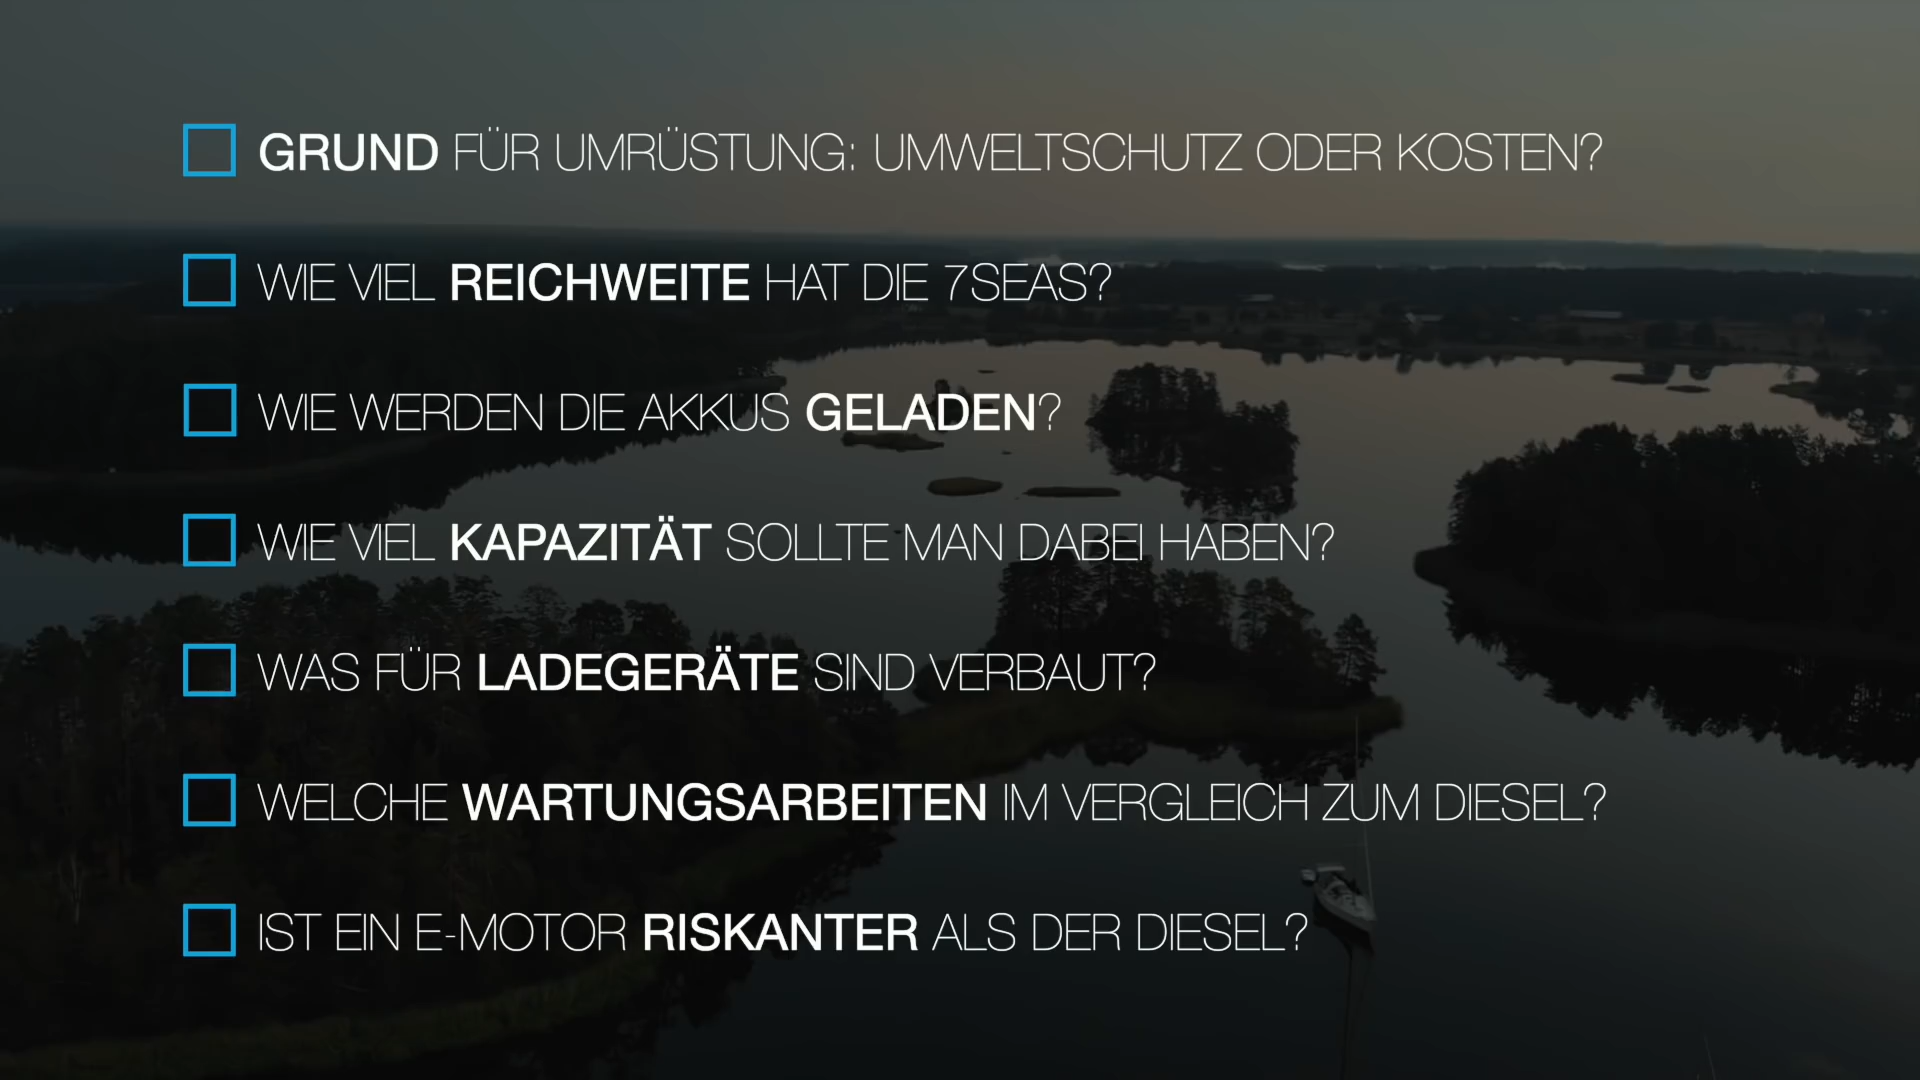 GRUND FÜR UMRÜSTUNG: UMWELTSCHUTZ ODER KOSTEN?
WIE VIEL REICHWEITE HAT DIE 7SEAS?
WIE WERDEN DIE AKKUS GELADEN?
WIE VIEL KAPAZITÄT SOLLTE MAN DABEI HABEN?
WAS FÜR LADEGERÄTE SIND VERBAUT?
WELCHE WARTUNGSARBEITEN IM VERGLEICH ZUM DIESEL?
IST EIN E-MOTOR RISKANTER ALS DER DIESEL?